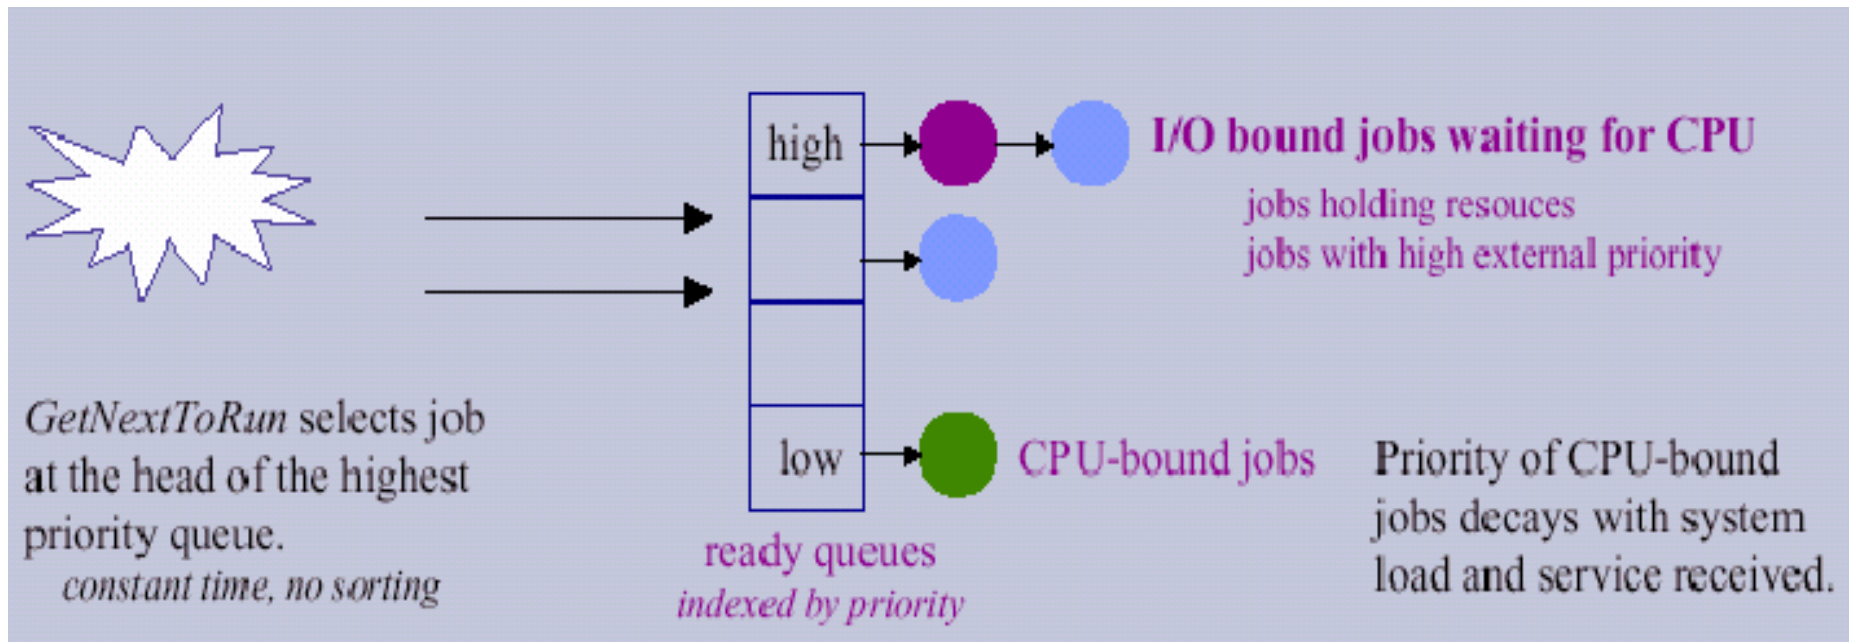 high
I/O bound jobs waiting for CPU
jobs holding resouces
jobs with high external priority
GetNextToRun selects job
at the head of the highest
priority queue.
constant time, no sorting
low
CPU-bound jobs
Priority of CPU-bound
jobs decays with system
load and service received.
ready queues
indexed by priority